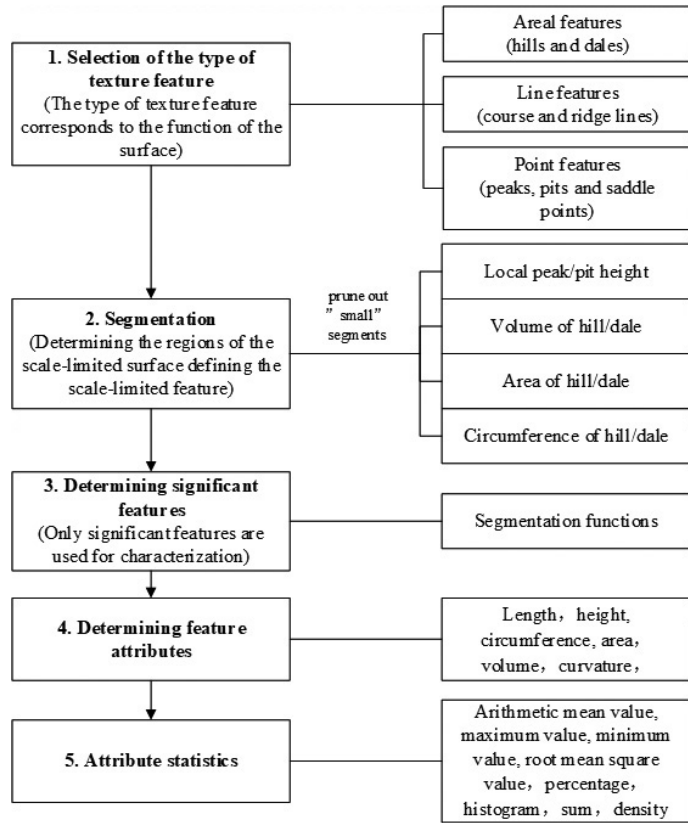 1. Selection of the type of
texture feature
(The type of texture feature
corresponds to the function of the
surface)
Areal features
(hills and dales)
Line features
(course and ridge lines)
Point features
(peaks, pits and saddle
points)
2. Segmentation
(Determining the regions of the
scale-limited surface defining the
scale-limited feature)
prune out
” small”
segments
Local peak/pit height
Volume of hill/dale
Area of hill/dale
Circumference of hill/dale
3. Determining significant
features
(Only significant features are
used for characterization)
Segmentation functions
4. Determining feature
attributes
Length，height,
circumference, area，
volume，curvature，
5. Attribute statistics
Arithmetic mean value,
maximum value, minimum
value, root mean square
value，percentage，
histogram，sum，density